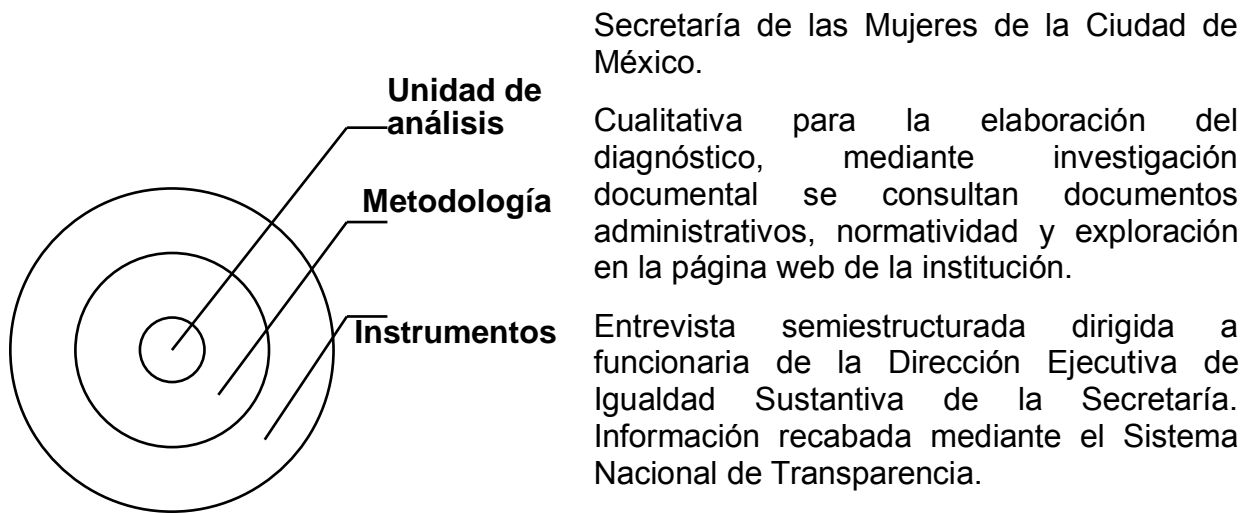 Secretaría de las Mujeres de la Ciudad de
México.
Unidad de
análisis
Cualitativa para la elaboración del
diagnóstico, mediante investigación
documental se consultan documentos
administrativos, normatividad y exploración
en la página web de la institución.
Metodología
Entrevista semiestructurada dirigida a
funcionaria de la Dirección Ejecutiva de
Igualdad Sustantiva de la Secretaría.
Información recabada mediante el Sistema
Nacional de Transparencia.
Instrumentos